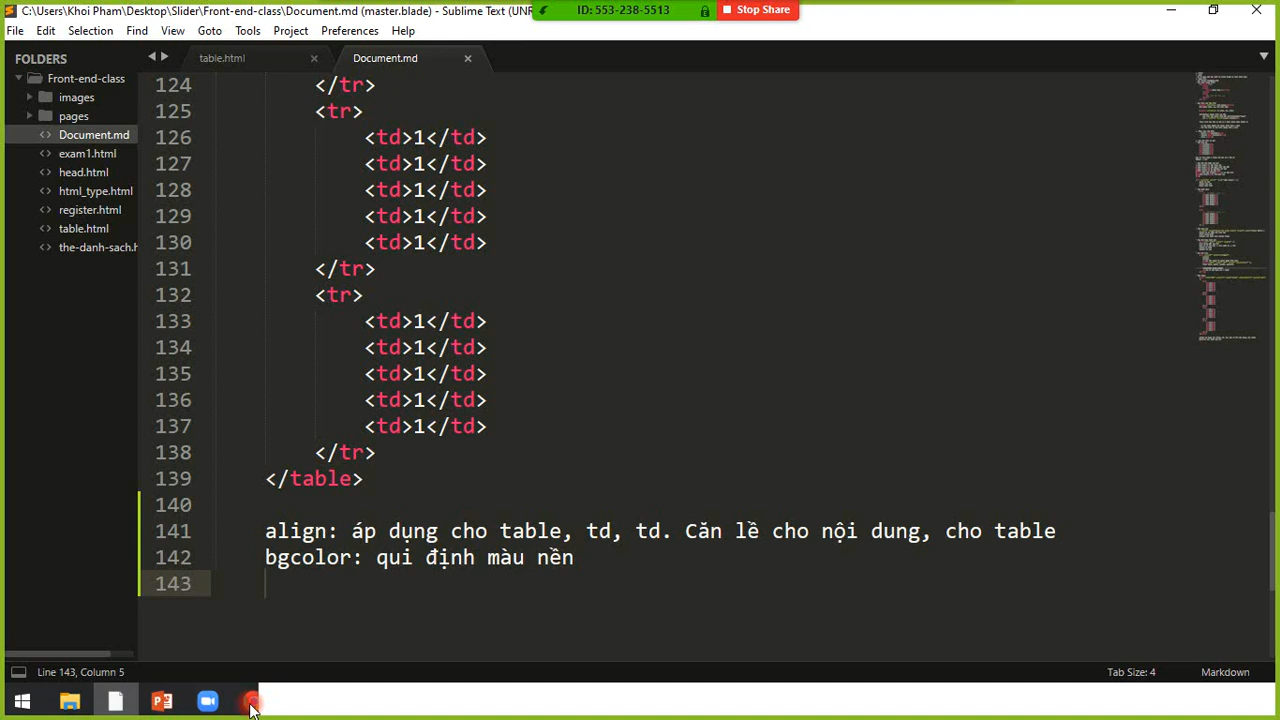 C:\Users\Khoi Pham\Desktop\Slider\Front-end-class\Document.md (master.blade) - Sublime Text (UNR
ID: 553-238-5513
Stop Share
File Edit Selection Find View Goto Tools Project Preferences Help
FOLDERS
Front-end-class
images
pages
Document.md
exam1.html
head.html
html_type.html
register.html
table.html
the-danh-sach.h
table.html
Document.md
124 </tr>
125 <tr>
126 <td>1</td>
127 <td>1</td>
128 <td>1</td>
129 <td>1</td>
130 <td>1</td>
131 </tr>
132 <tr>
133 <td>1</td>
134 <td>1</td>
135 <td>1</td>
136 <td>1</td>
137 <td>1</td>
138 </tr>
139 </table>
140
141 align: áp dụng cho table, td, td. Căn lề cho nội dung, cho table
142 bgcolor: qui định màu nền
143
Line 143, Column 5
Tab Size: 4
Markdown